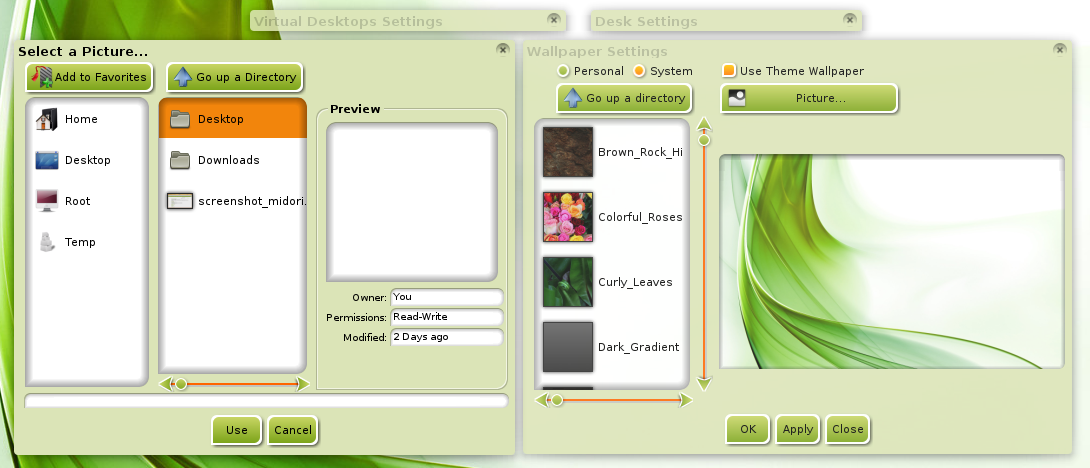 Virtual Desktops Settings
Desk Settings
Select a Picture...
Add to Favorites
Go up a Directory
Home
Desktop
Root
Temp
Desktop
Downloads
screenshot_midori.
Preview
Owner: You
Permissions: Read-Write
Modified: 2 Days ago
Use
Cancel
Wallpaper Settings
Personal
System
Use Theme Wallpaper
Go up a directory
Picture...
Brown_Rock_Hi
Colorful_Roses
Curly_Leaves
Dark_Gradient
OK
Apply
Close